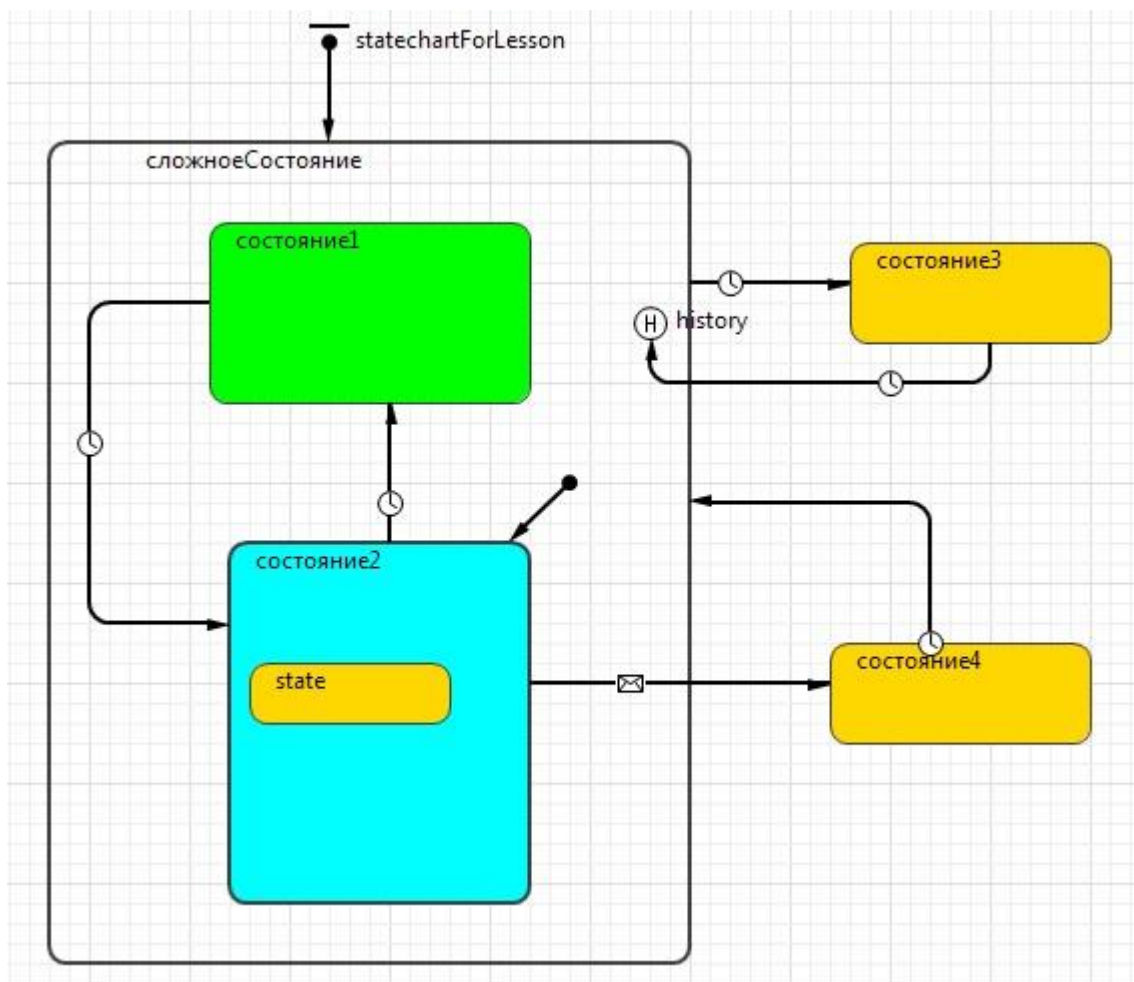 statechartForLesson
сложноеСостояние
состояние1
состояние3
H history
состояние2
state
состояние4